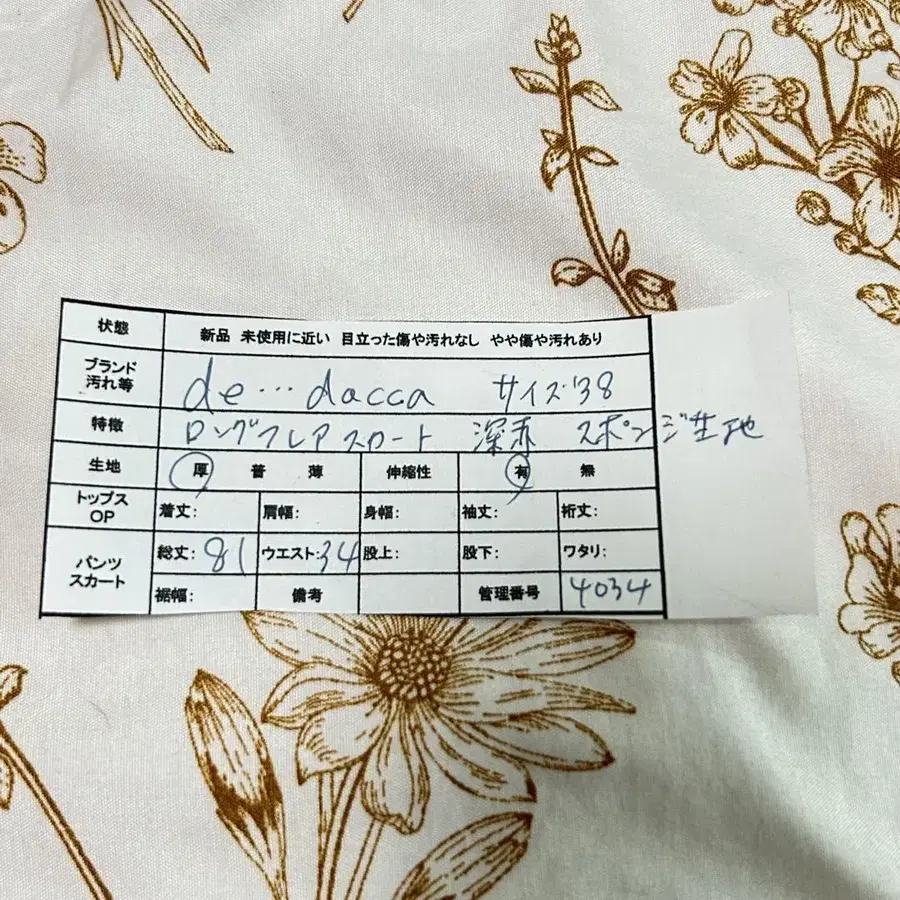 状態 新品 未使用に近い 目立った傷や汚れなし やや傷や汚れあり
ブランド 汚れ等 de…dacca サイズ38
特徴 ロングフレアスカート 深赤 スポンジ生地
生地 厚 普 薄 伸縮性 有 無
トップス OP 着丈: 肩幅: 身幅: 袖丈: 裄丈:
パンツ スカート 総丈:81 ウエスト:34 股上: 股下: ワタリ:
裾幅: 備考 管理番号 4034